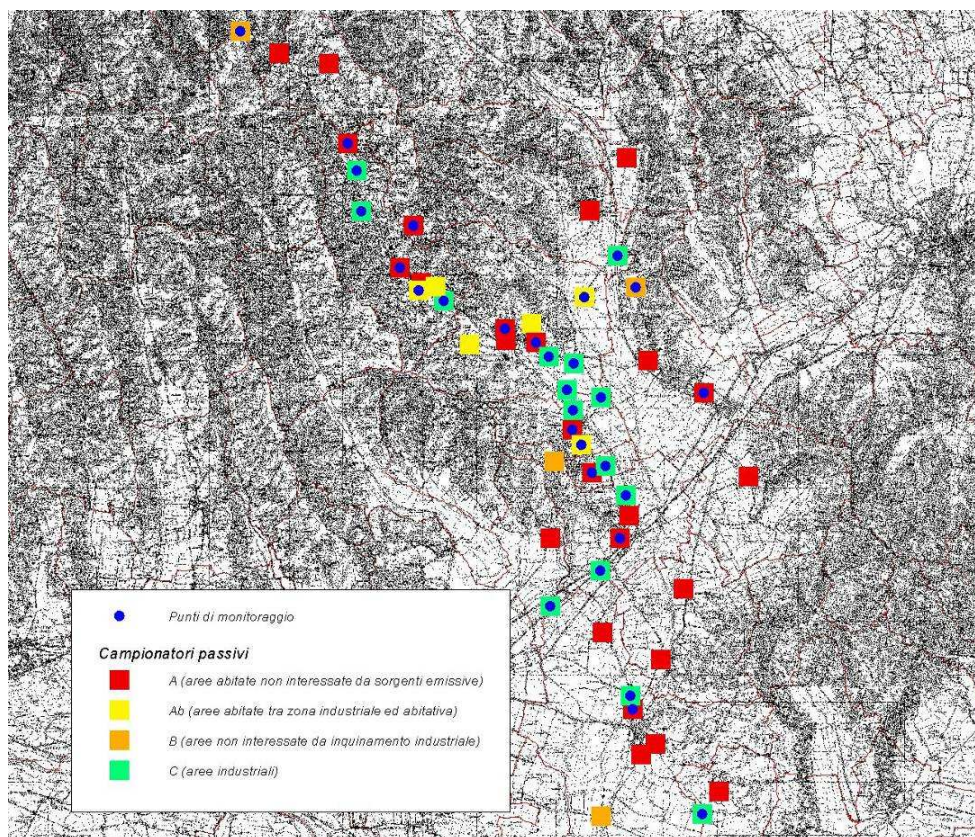 Punti di monitoraggio
Campionatori passivi
A (aree abitate non interessate da sorgenti emissive)
Ab (aree abitate tra zona industriale ed abitativa)
B (aree non interessate da inquinamento industriale)
C (aree industriali)